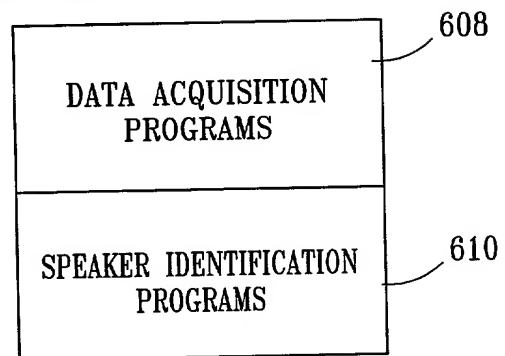 608
DATA ACQUISITION
PROGRAMS
SPEAKER IDENTIFICATION
PROGRAMS
610